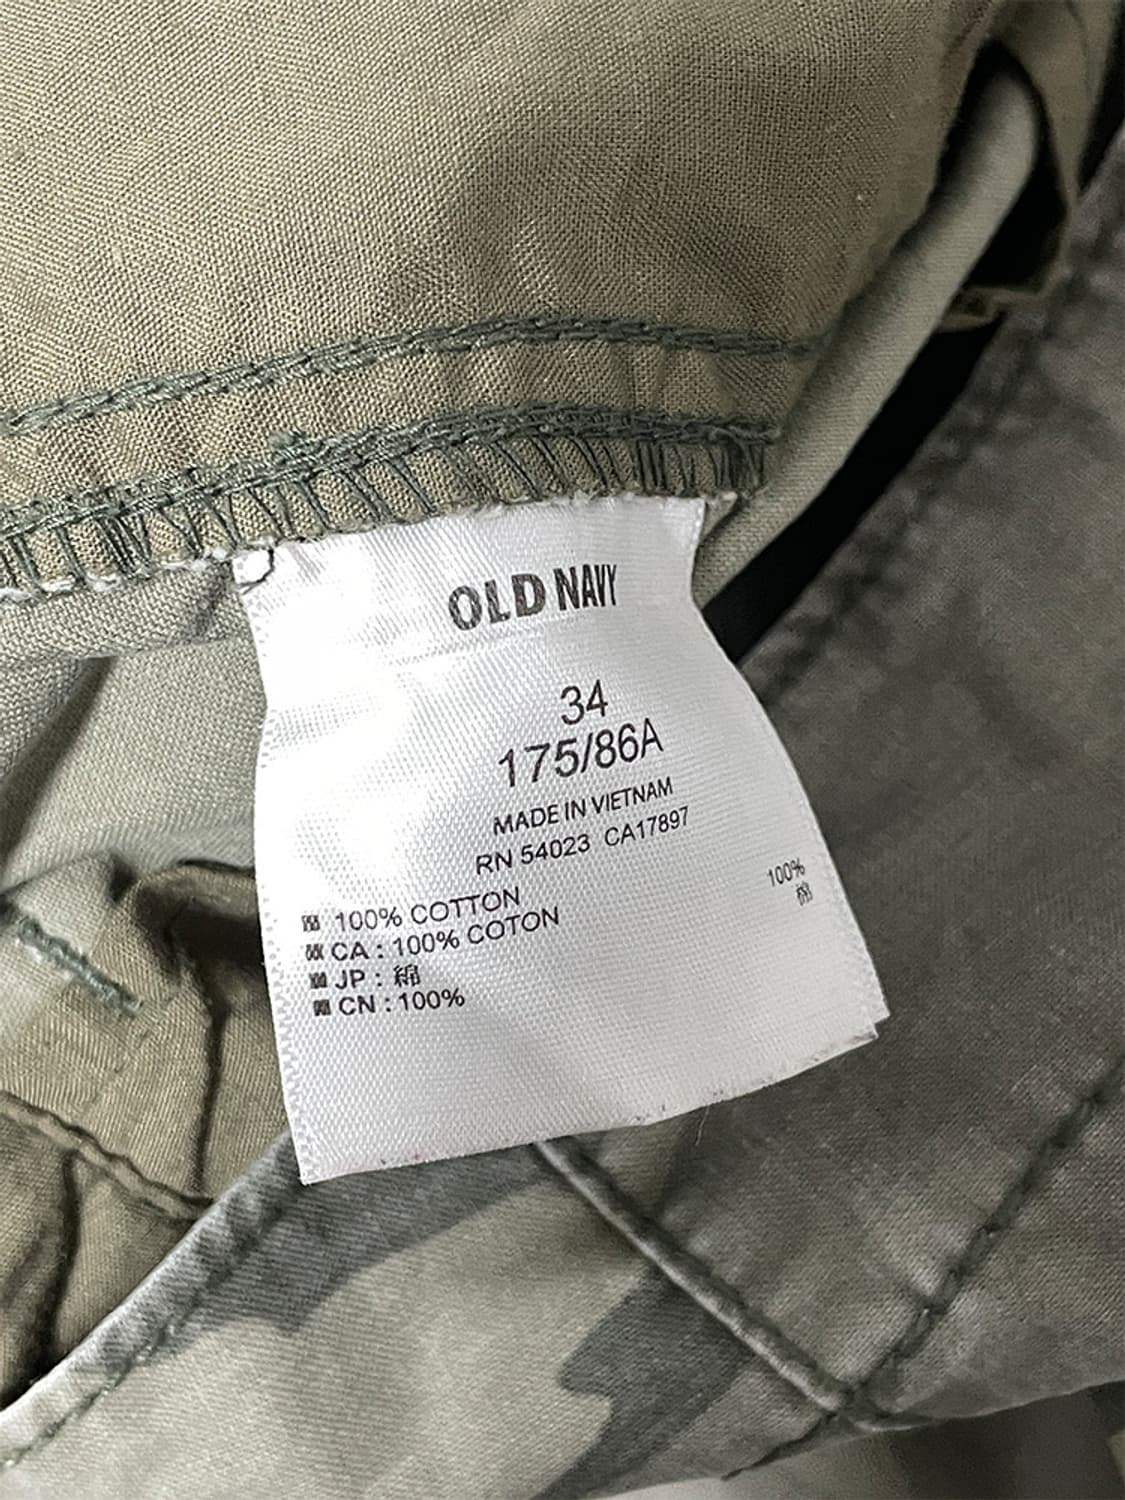 OLD NAVY
34
175/86A
MADE IN VIETNAM
RN 54023 CA17897
100% COTTON
CA : 100% COTON
JP : 綿
CN : 100%
100%